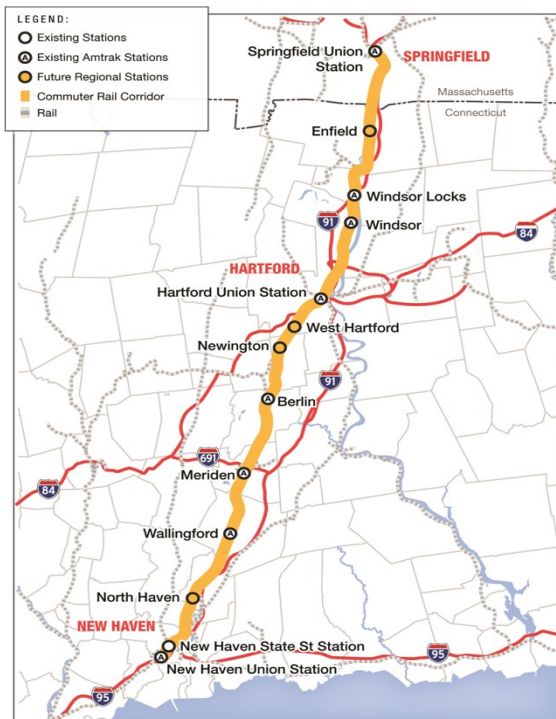 LEGEND:
Existing Stations
A Existing Amtrak Stations
Future Regional Stations
Commuter Rail Corridor
Rail
Springfield Union
Station
A
SPRINGFIELD
Massachusetts
Connecticut
Enfield
A Windsor Locks
91
A Windsor
84
HARTFORD
Hartford Union Station A
West Hartford
Newington
91
A Berlin
691
Meriden A
84
Wallingford A
North Haven
NEW HAVEN
New Haven State St Station
A New Haven Union Station
95
95